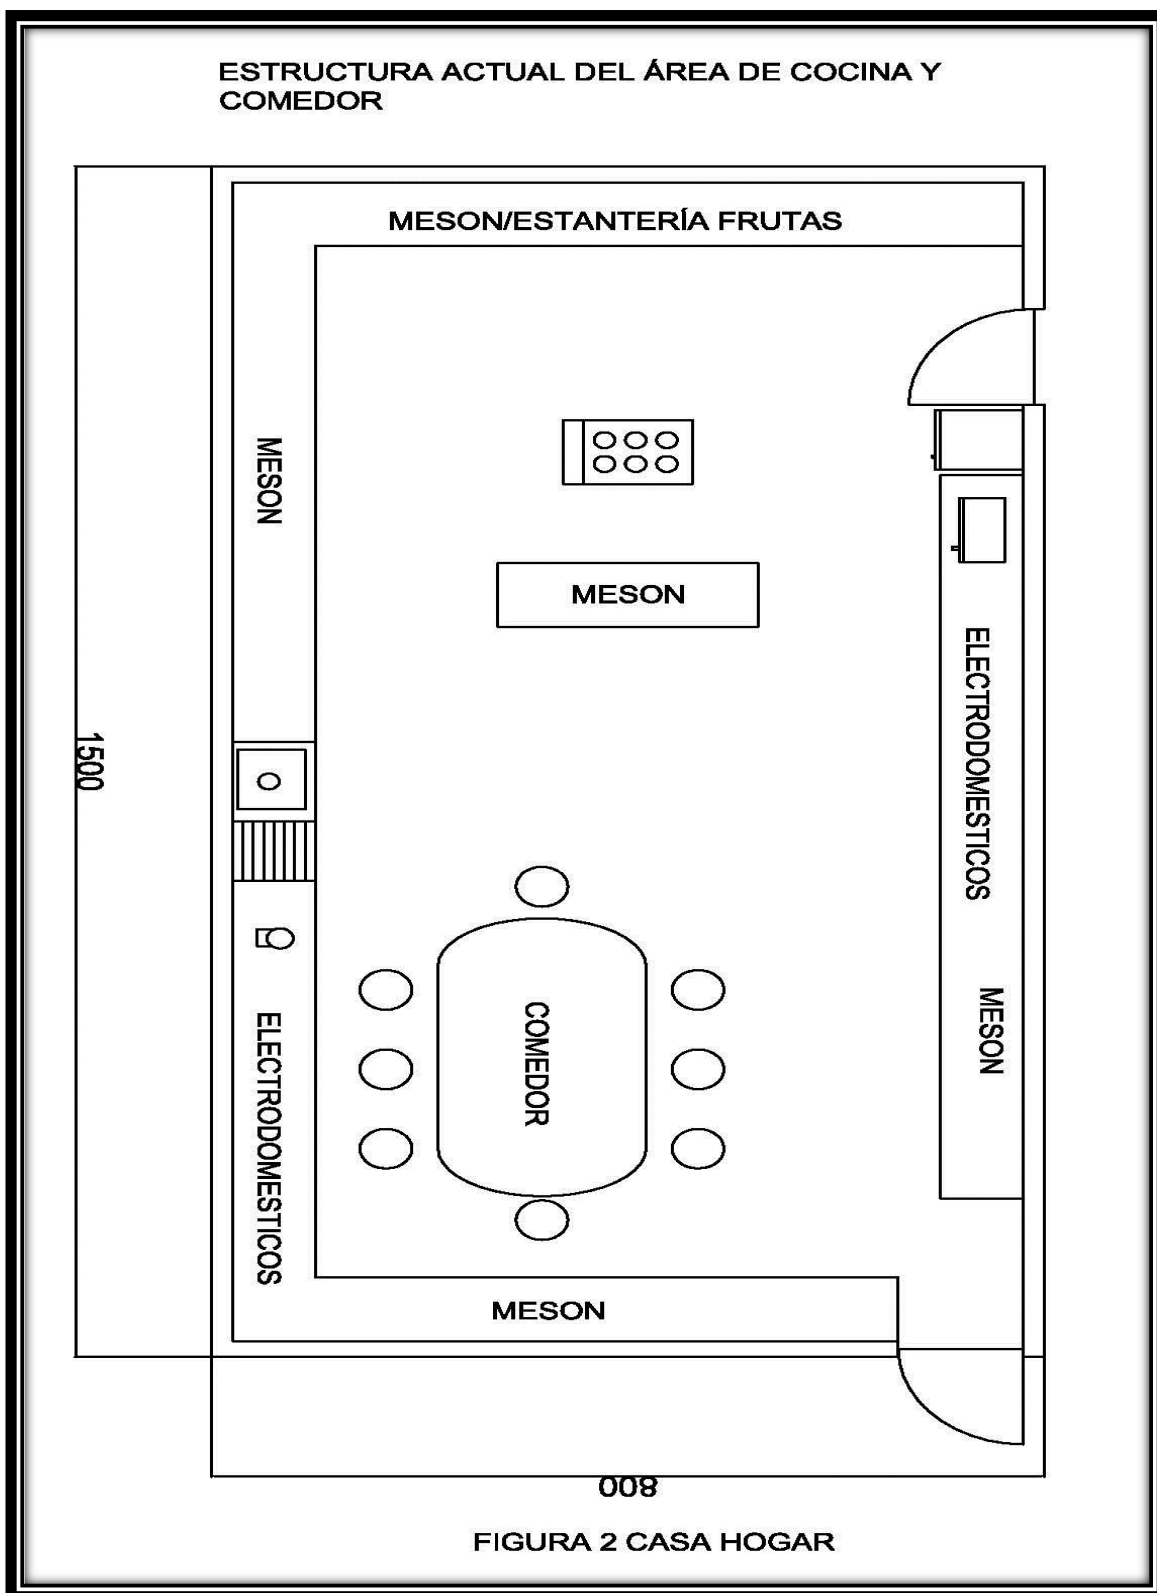 ESTRUCTURA ACTUAL DEL ÁREA DE COCINA Y
COMEDOR
MESON/ESTANTERÍA FRUTAS
MESON
MESON
ELECTRODOMESTICOS
1500
MESON
COMEDOR
ELECTRODOMESTICOS
MESON
800
FIGURA 2 CASA HOGAR